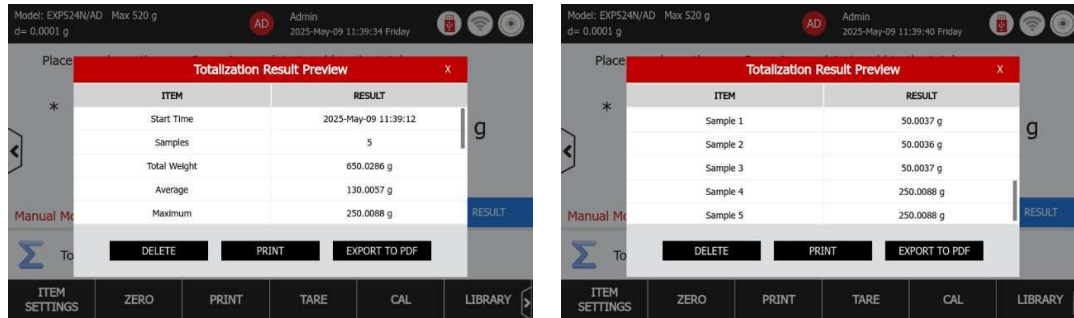 Model: EXP524N/AD Max 520 g
d= 0.0001 g
AD
Admin
2025-May-09 11:39:34 Friday
Place
Totalization Result Preview X
ITEM RESULT
Start Time 2025-May-09 11:39:12
Samples 5
Total Weight 650.0286 g
Average 130.0057 g
Maximum 250.0088 g
*
g
Manual Mo
RESULT
DELETE PRINT EXPORT TO PDF
Σ To
ITEM SETTINGS ZERO PRINT TARE CAL LIBRARY
Model: EXP524N/AD Max 520 g
d= 0.0001 g
AD
Admin
2025-May-09 11:39:40 Friday
Place
Totalization Result Preview X
ITEM RESULT
Sample 1 50.0037 g
Sample 2 50.0036 g
Sample 3 50.0037 g
Sample 4 250.0088 g
Sample 5 250.0088 g
*
g
Manual Mo
RESULT
DELETE PRINT EXPORT TO PDF
Σ To
ITEM SETTINGS ZERO PRINT TARE CAL LIBRARY